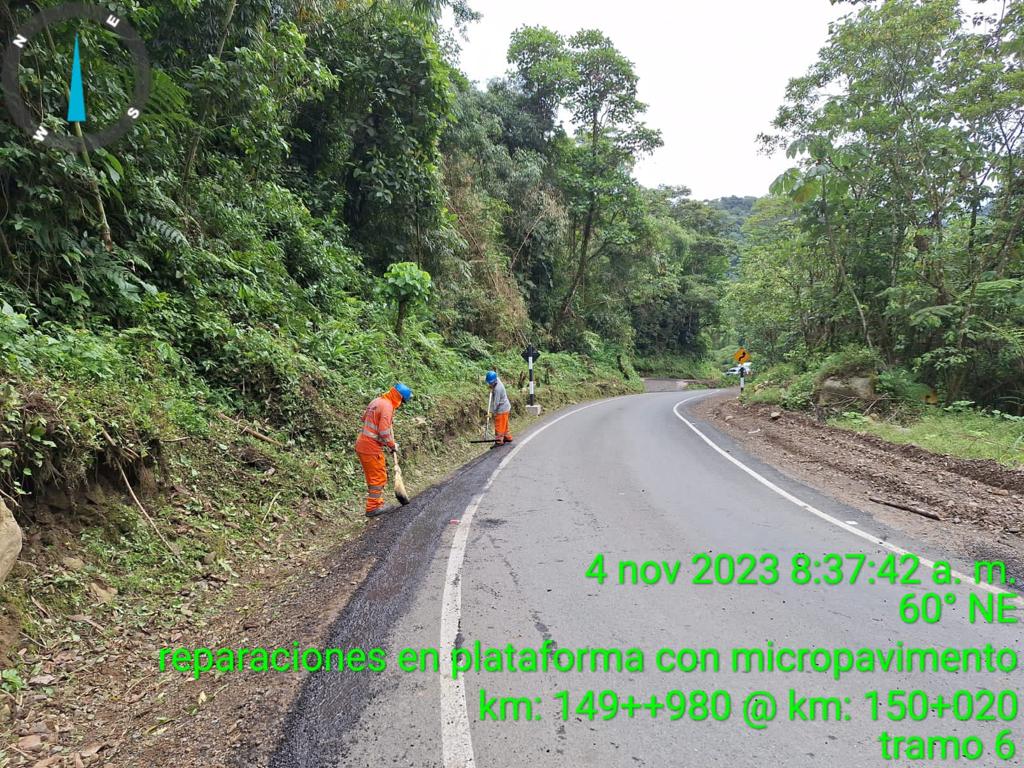 N
E
W
S
4 nov 2023 8:37:42 a. m.
60° NE
reparaciones en plataforma con micropavimento
km: 149++980 @ km: 150+020
tramo 6